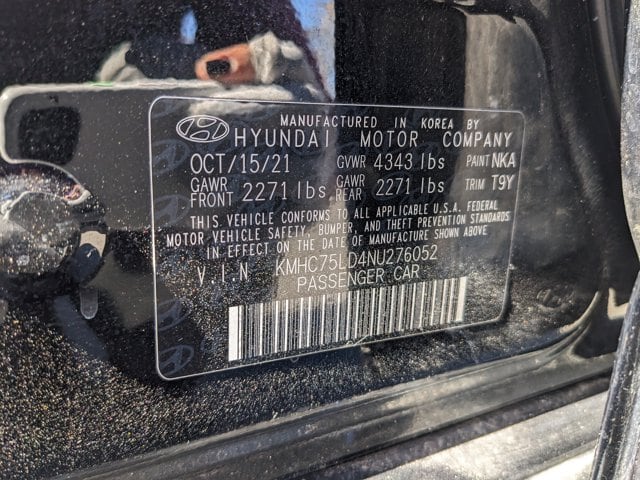 MANUFACTURED IN KOREA BY
HYUNDAI MOTOR COMPANY
OCT/15/21 GVWR 4343 lbs PAINT NKA
GAWR FRONT 2271 lbs GAWR REAR 2271 lbs TRIM T9Y
THIS VEHICLE CONFORMS TO ALL APPLICABLE U.S.A. FEDERAL
MOTOR VEHICLE SAFETY, BUMPER, AND THEFT PREVENTION STANDARDS
IN EFFECT ON THE DATE OF MANUFACTURE SHOWN ABOVE.
V.I.N KMHC75LD4NU276052
PASSENGER CAR